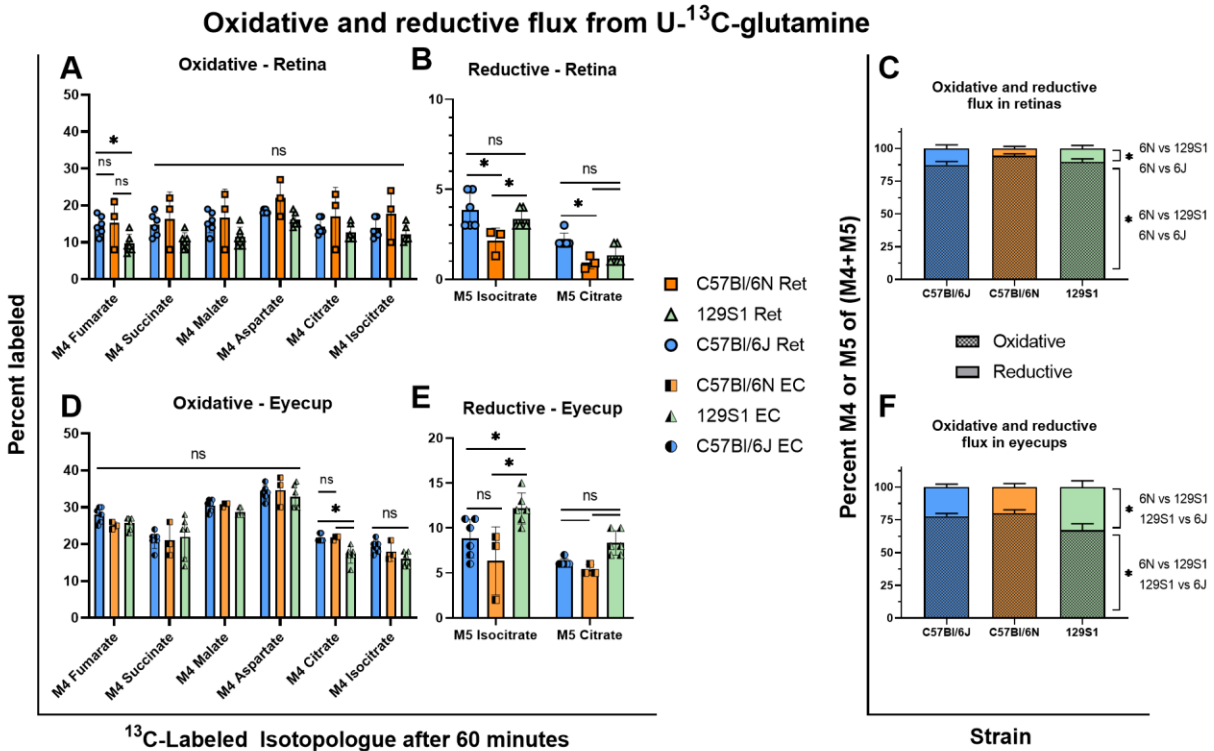 Oxidative and reductive flux from U-¹³C-glutamine
Percent labeled
A
Oxidative - Retina
50
40
30
20
10
0
*
ns
ns
ns
M4 Fumarate
M4 Succinate
M4 Malate
M4 Aspartate
M4 Citrate
M4 Isocitrate
B
Reductive - Retina
10
5
0
ns
*
*
ns
*
M5 Isocitrate
M5 Citrate
C57Bl/6N Ret
129S1 Ret
C57Bl/6J Ret
C57Bl/6N EC
129S1 EC
C57Bl/6J EC
D
Oxidative - Eyecup
50
40
30
20
10
0
ns
ns
*
ns
M4 Fumarate
M4 Succinate
M4 Malate
M4 Aspartate
M4 Citrate
M4 Isocitrate
E
Reductive - Eyecup
20
15
10
5
0
*
*
ns
ns
M5 Isocitrate
M5 Citrate
¹³C-Labeled Isotopologue after 60 minutes
Percent M4 or M5 of (M4+M5)
C
Oxidative and reductive
flux in retinas
100
75
50
25
0
C57Bl/6J
C57Bl/6N
129S1
* 6N vs 129S1
6N vs 6J
* 6N vs 129S1
6N vs 6J
Oxidative
Reductive
F
Oxidative and reductive
flux in eyecups
100
75
50
25
0
C57Bl/6J
C57Bl/6N
129S1
* 6N vs 129S1
129S1 vs 6J
* 6N vs 129S1
129S1 vs 6J
Strain